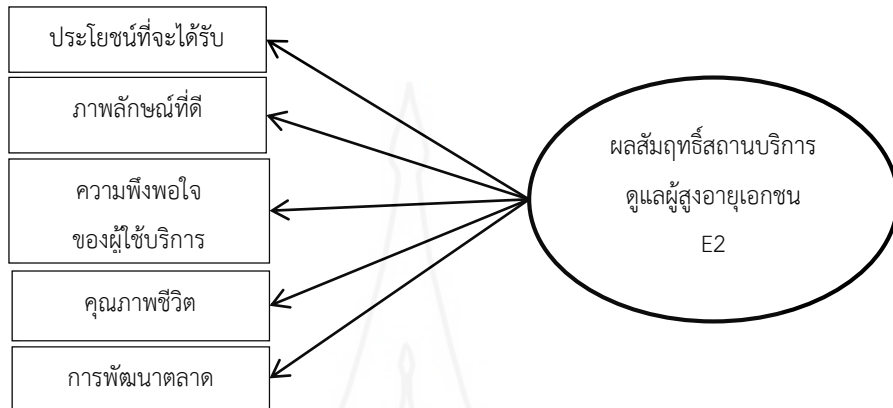 ประโยชน์ที่จะได้รับ
ภาพลักษณ์ที่ดี
ความพึงพอใจ
ของผู้ใช้บริการ
คุณภาพชีวิต
การพัฒนาตลาด
ผลสัมฤทธิ์สถานบริการ
ดูแลผู้สูงอายุเอกชน
E2